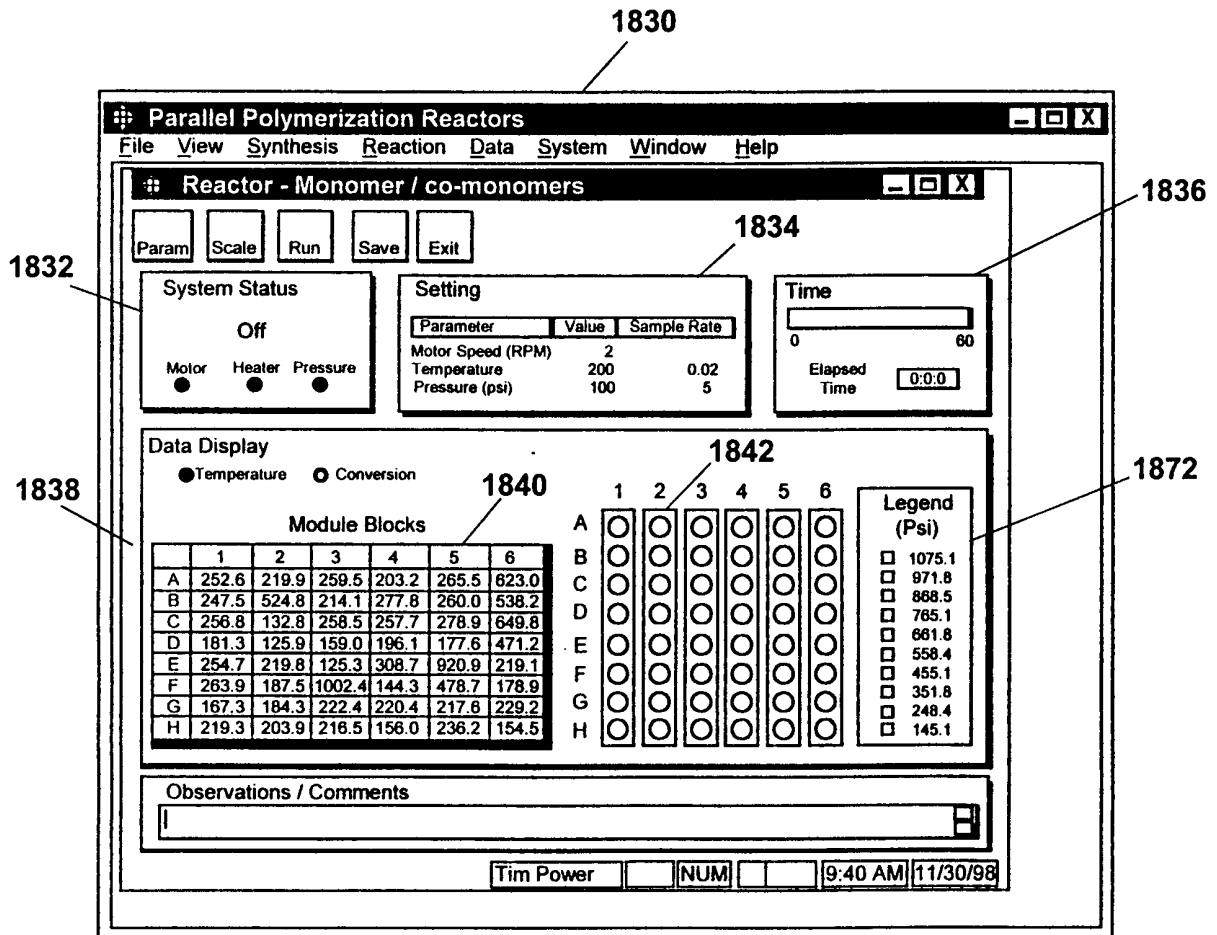 1830
Parallel Polymerization Reactors
File View Synthesis Reaction Data System Window Help
Reactor - Monomer / co-monomers
1836
Param Scale Run Save Exit
1834
1832
System Status
Off
Motor Heater Pressure
Setting
Parameter Value Sample Rate
Motor Speed (RPM) 2
Temperature 200 0.02
Pressure (psi) 100 5
Time
0 60
Elapsed Time 0:0:0
Data Display
Temperature Conversion
1838
1840
1842
1872
Module Blocks
1 2 3 4 5 6
A 252.6 219.9 259.5 203.2 265.5 623.0
B 247.5 524.8 214.1 277.8 260.0 538.2
C 256.8 132.8 258.5 257.7 278.9 649.8
D 181.3 125.9 159.0 196.1 177.6 471.2
E 254.7 219.8 125.3 308.7 920.9 219.1
F 263.9 187.5 1002.4 144.3 478.7 178.9
G 167.3 184.3 222.4 220.4 217.6 229.2
H 219.3 203.9 216.5 156.0 236.2 154.5
1 2 3 4 5 6
A
B
C
D
E
F
G
H
Legend
(Psi)
1075.1
971.8
868.5
765.1
661.8
558.4
455.1
351.8
248.4
145.1
Observations / Comments
Tim Power NUM 9:40 AM 11/30/98